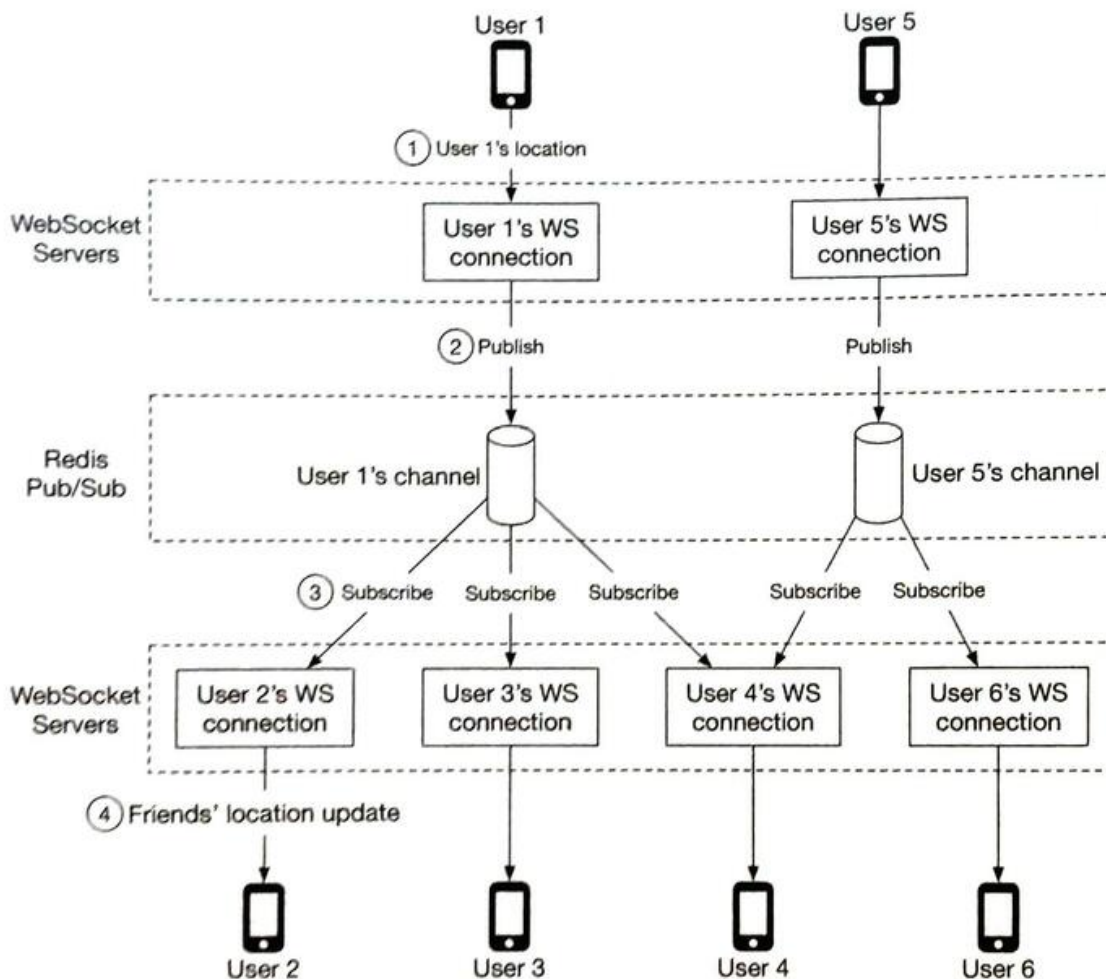 User 1
User 5
1 User 1's location
WebSocket
Servers
User 1's WS
connection
User 5's WS
connection
2 Publish
Publish
Redis
Pub/Sub
User 1's channel
User 5's channel
3 Subscribe
Subscribe
Subscribe
Subscribe
Subscribe
WebSocket
Servers
User 2's WS
connection
User 3's WS
connection
User 4's WS
connection
User 6's WS
connection
4 Friends' location update
User 2
User 3
User 4
User 6